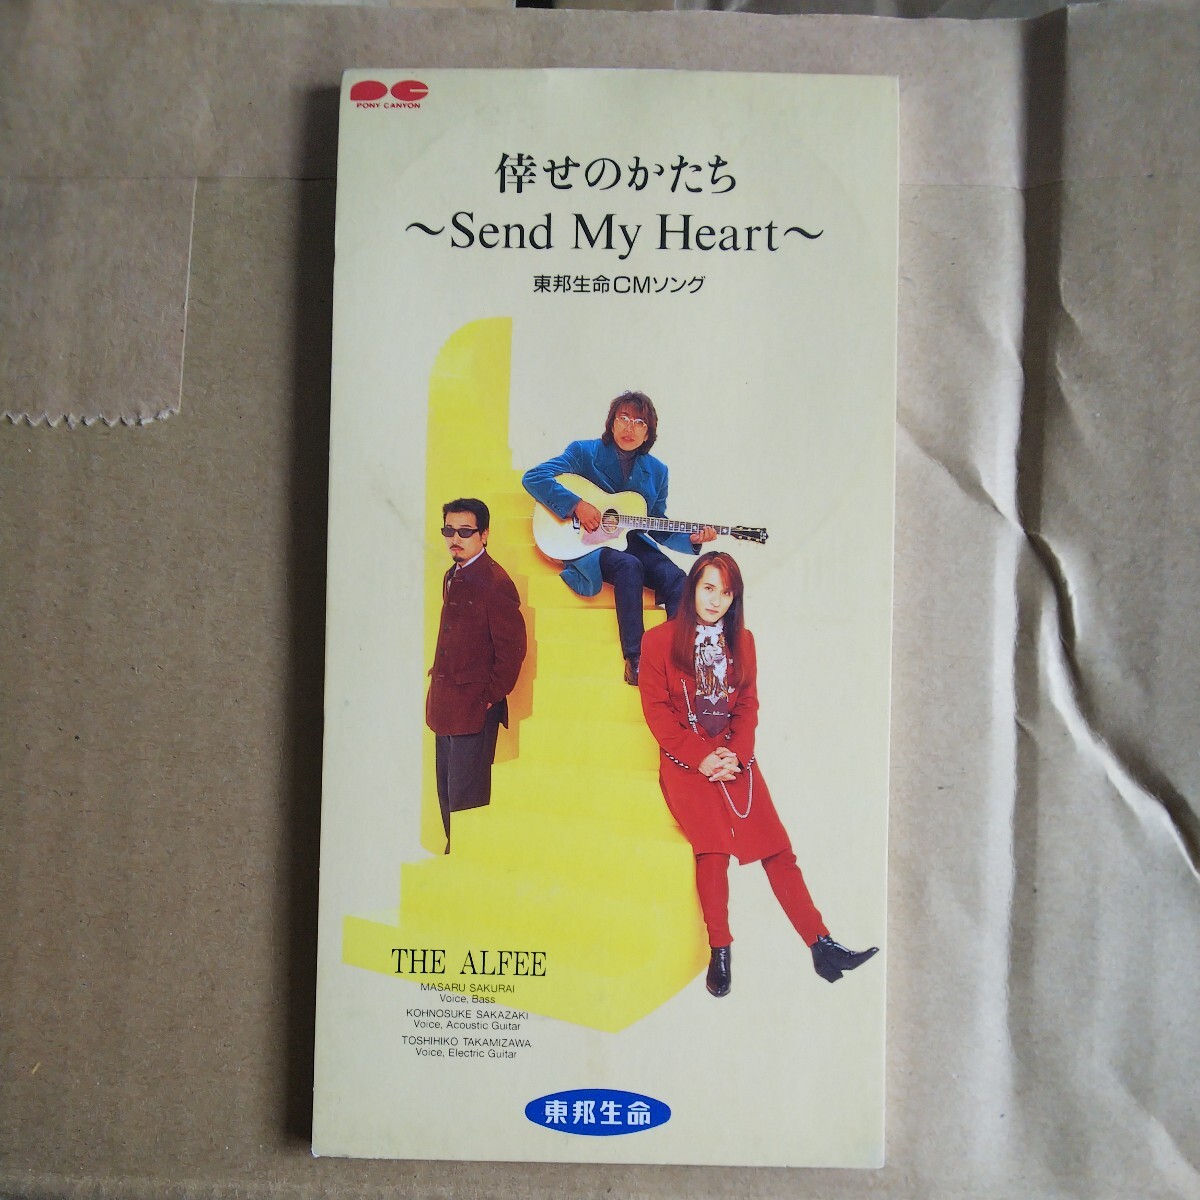 PONY CANYON
倖せのかたち
〜Send My Heart〜
東邦生命CMソング
THE ALFEE
MASARU SAKURAI
Voice, Bass
KOHNOSUKE SAKAZAKI
Voice, Acoustic Guitar
TOSHIHIKO TAKAMIZAWA
Voice, Electric Guitar
東邦生命